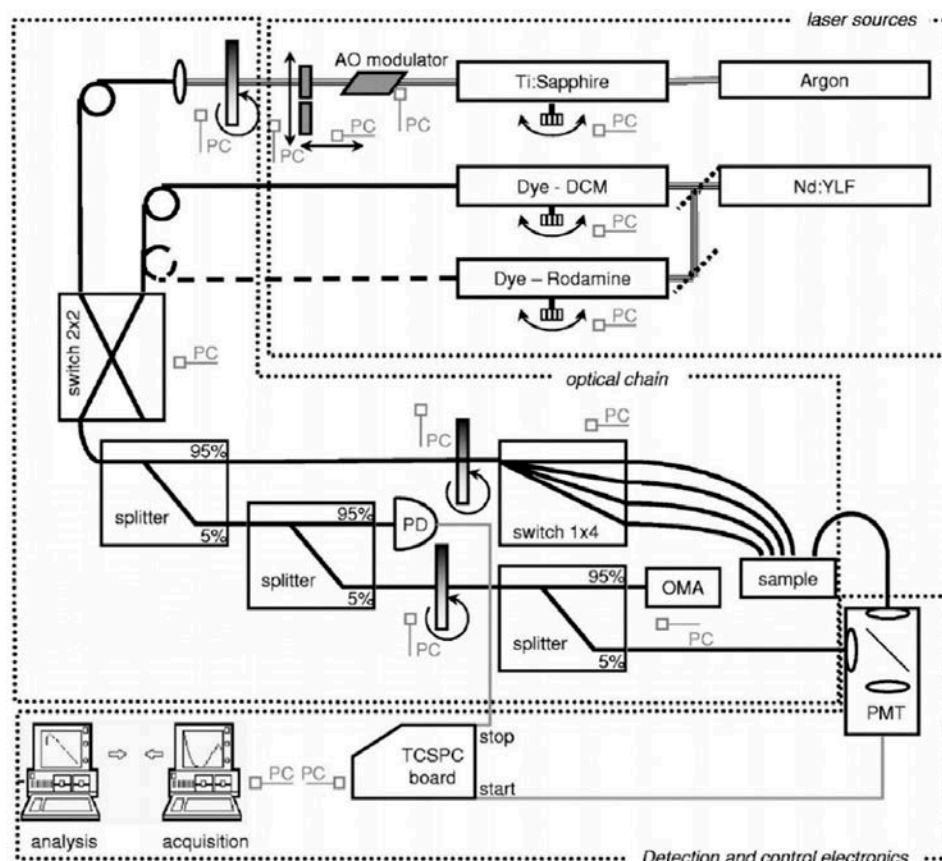 laser sources
AO modulator
Ti:Sapphire
Argon
PC
PC
PC
PC
PC
Dye - DCM
Nd:YLF
PC
Dye – Rodamine
PC
switch 2x2
PC
optical chain
PC
PC
95%
splitter
5%
95%
PD
switch 1x4
splitter
5%
PC
95%
OMA
sample
splitter
5%
PC
PMT
stop
TCSPC
board
start
PC PC
analysis
acquisition
Detection and control electronics